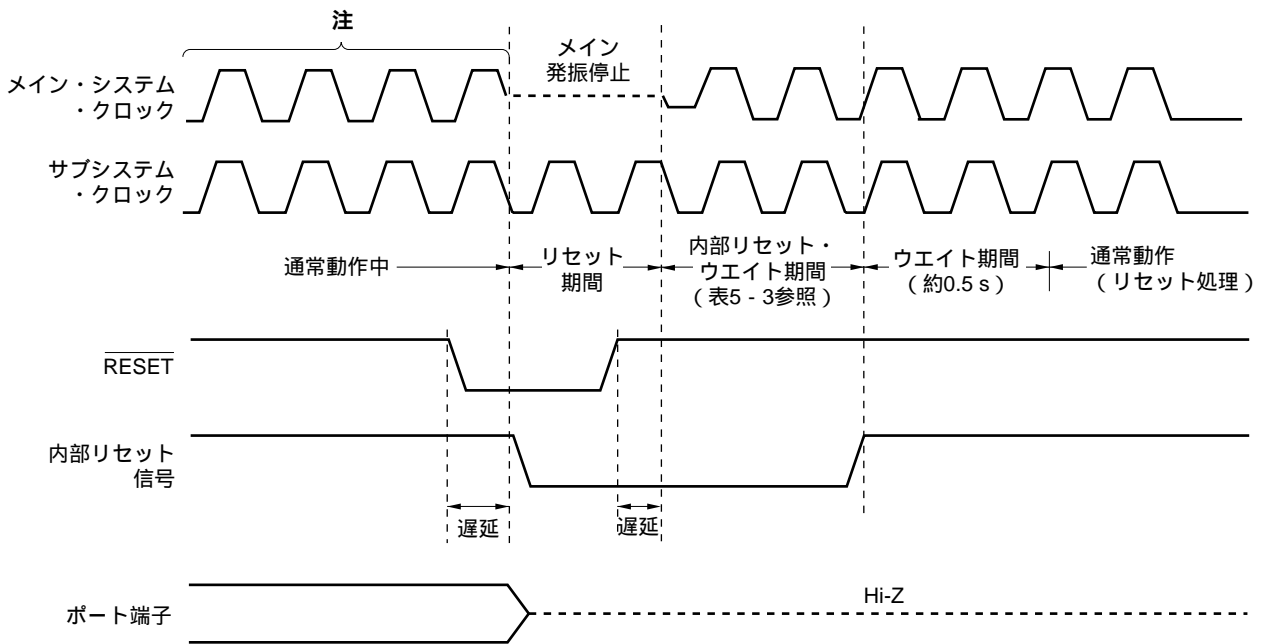 注
メイン
発振停止
メイン・システム
・クロック
サブシステム
・クロック
通常動作中
リセット
期間
内部リセット・
ウエイト期間
（表5 - 3参照）
ウエイト期間
（約0.5 s）
通常動作
（リセット処理）
RESET
内部リセット
信号
遅延
遅延
ポート端子
Hi-Z